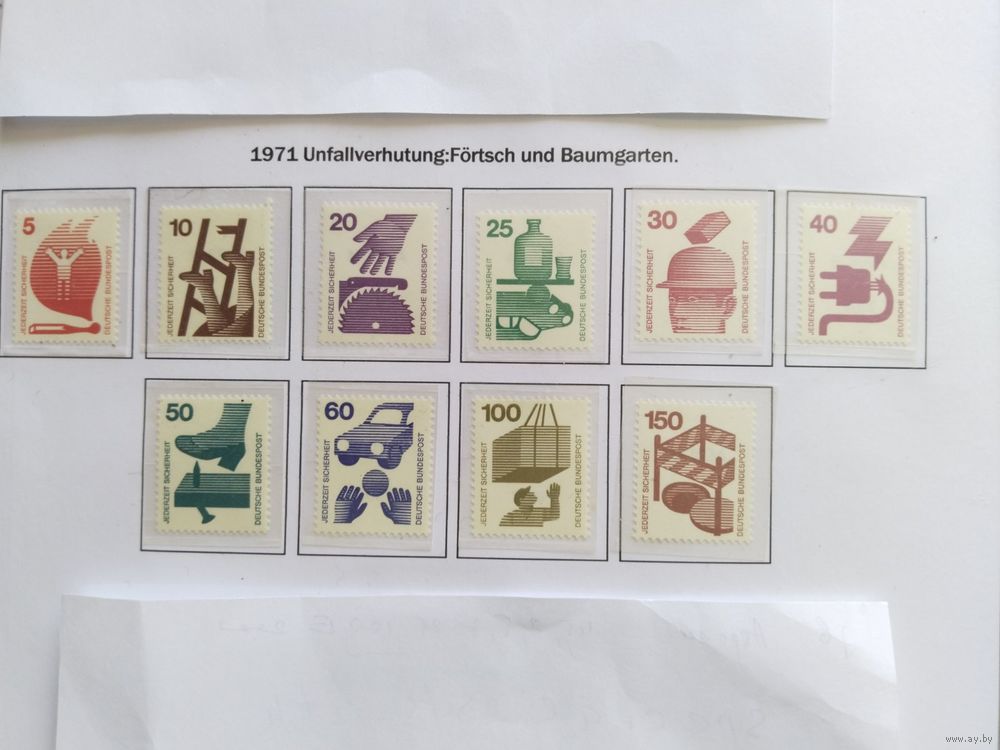 1971 Unfallverhutung:Förtsch und Baumgarten.
5
JEDERZEIT SICHERHEIT
DEUTSCHE BUNDESPOST
10
JEDERZEIT SICHERHEIT
DEUTSCHE BUNDESPOST
20
JEDERZEIT SICHERHEIT
DEUTSCHE BUNDESPOST
25
JEDERZEIT SICHERHEIT
DEUTSCHE BUNDESPOST
30
JEDERZEIT SICHERHEIT
DEUTSCHE BUNDESPOST
40
JEDERZEIT SICHERHEIT
DEUTSCHE BUNDESPOST
50
JEDERZEIT SICHERHEIT
DEUTSCHE BUNDESPOST
60
JEDERZEIT SICHERHEIT
DEUTSCHE BUNDESPOST
100
JEDERZEIT SICHERHEIT
DEUTSCHE BUNDESPOST
150
JEDERZEIT SICHERHEIT
DEUTSCHE BUNDESPOST
www.ay.by